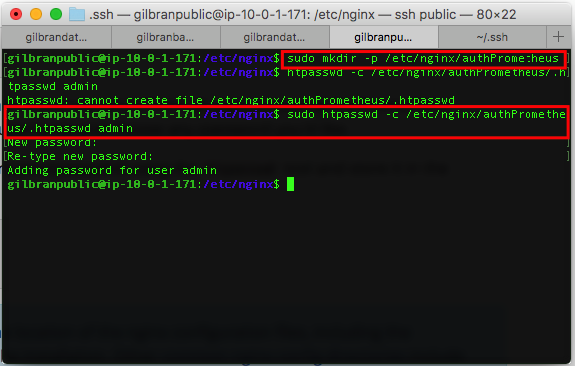 .ssh — gilbranpublic@ip-10-0-1-171: /etc/nginx — ssh public — 80×22
gilbrandat... gilbranba... gilbrandat... gilbranpu... ~/.ssh +
[gilbranpublic@ip-10-0-1-171:/etc/nginx$ sudo mkdir -p /etc/nginx/authPrometheus ]
[gilbranpublic@ip-10-0-1-171:/etc/nginx$ htpasswd -c /etc/nginx/authPrometheus/.h]
tpasswd admin
htpasswd: cannot create file /etc/nginx/authPrometheus/.htpasswd
[gilbranpublic@ip-10-0-1-171:/etc/nginx$ sudo htpasswd -c /etc/nginx/authPromethe]
us/.htpasswd admin
[New password: ]
[Re-type new password: ]
Adding password for user admin
gilbranpublic@ip-10-0-1-171:/etc/nginx$